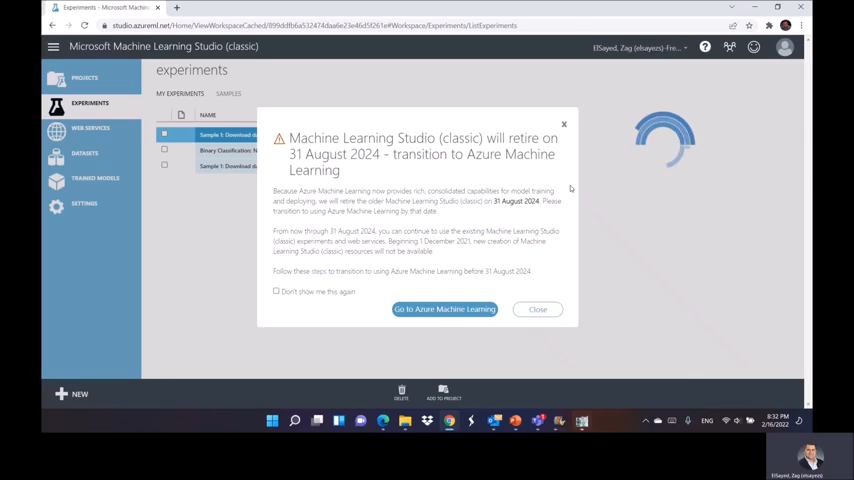 Experiments - Microsoft Machine L
studio.azureml.net/Home/ViewWorkspaceCached/899ddfb6a532474daa6e23e46d5f261e#Workspace/Experiments/ListExperiments
Microsoft Machine Learning Studio (classic)
ElSayed, Zag (elsayezs)-Fre...
PROJECTS
EXPERIMENTS
WEB SERVICES
DATASETS
TRAINED MODELS
SETTINGS
experiments
MY EXPERIMENTS SAMPLES
NAME
Sample 1: Download da
Binary Classification: N
Sample 1: Download da
x
Machine Learning Studio (classic) will retire on
31 August 2024 - transition to Azure Machine
Learning
Because Azure Machine Learning now provides rich, consolidated capabilities for model training
and deploying, we will retire the older Machine Learning Studio (classic) on 31 August 2024. Please
transition to using Azure Machine Learning by that date.
From now through 31 August 2024, you can continue to use the existing Machine Learning Studio
(classic) experiments and web services. Beginning 1 December 2021, new creation of Machine
Learning Studio (classic) resources will not be available.
Follow these steps to transition to using Azure Machine Learning before 31 August 2024.
Don't show me this again
Go to Azure Machine Learning
Close
NEW
DELETE
ADD TO PROJECT
ENG
8:32 PM
2/16/2022
ElSayed, Zag (elsayezs)